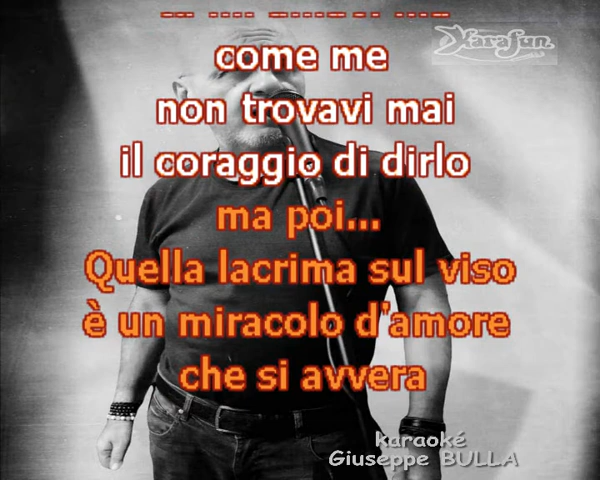 Karafun
come me
non trovavi mai
il coraggio di dirlo
ma poi...
Quella lacrima sul viso
è un miracolo d'amore
che si avvera
karaoké
Giuseppe BULLA